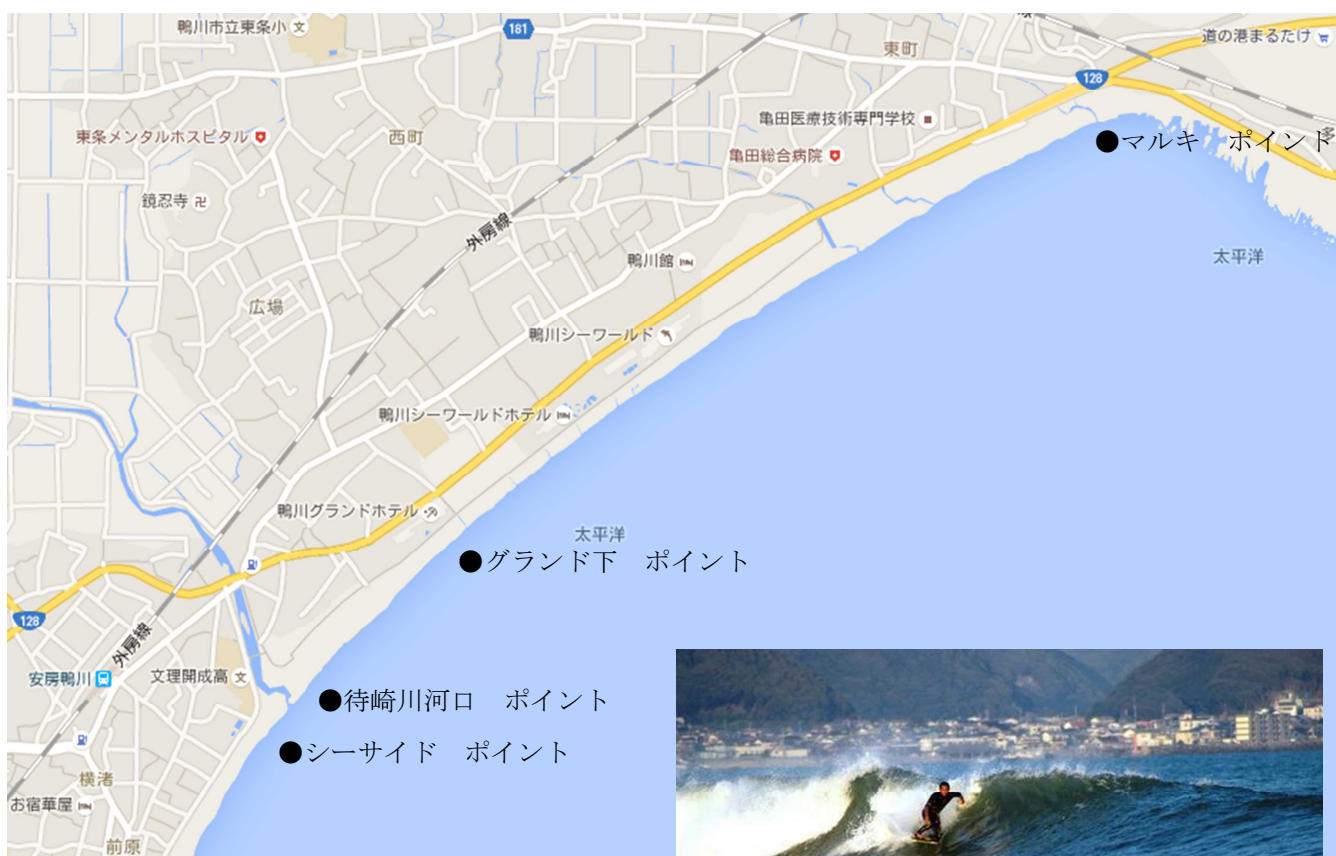 鴨川市立東条小
181
東町
道の港まるたけ
128
亀田医療技術専門学校
東条メンタルホスピタル
西町
●マルキ ポイント
亀田総合病院
鏡忍寺
外房線
鴨川館
太平洋
広場
鴨川シーワールド
鴨川シーワールドホテル
鴨川グランドホテル
太平洋
●グランド下 ポイント
128
外房線
安房鴨川
文理開成高
●待崎川河口 ポイント
●シーサイド ポイント
横渚
お宿華屋
前原